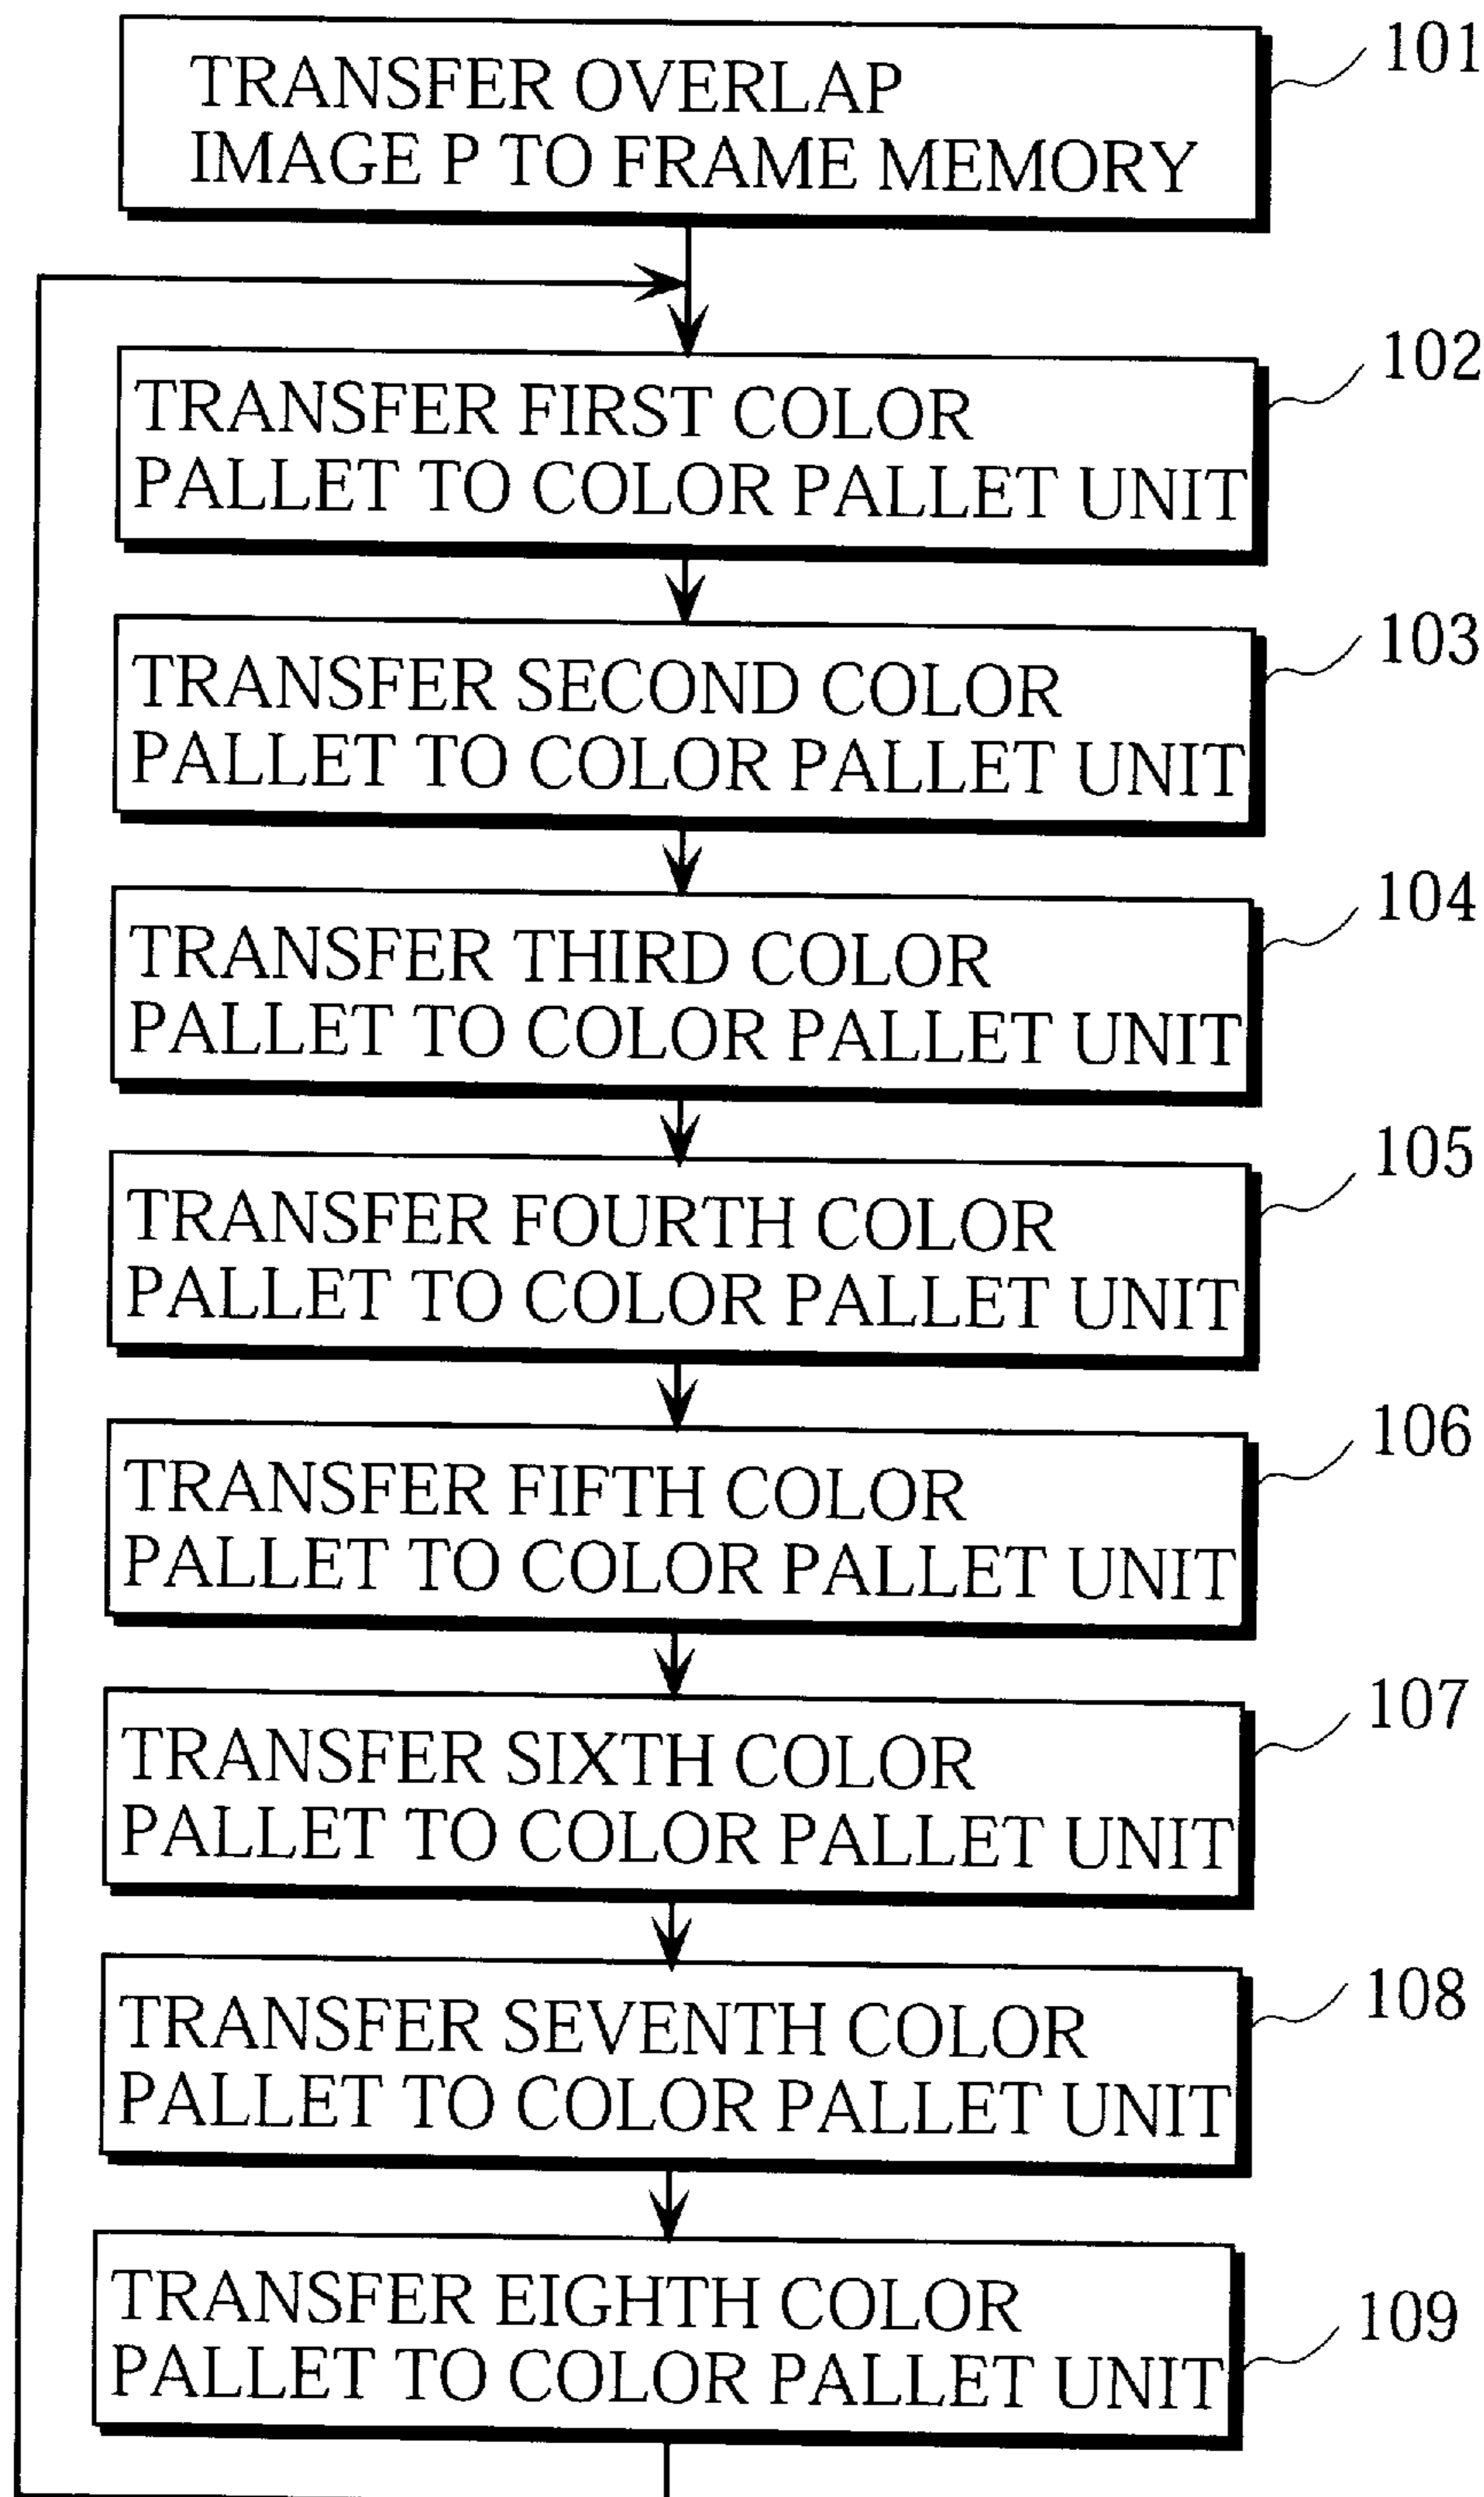 TRANSFER OVERLAP
IMAGE P TO FRAME MEMORY
101
TRANSFER FIRST COLOR
PALLET TO COLOR PALLET UNIT
102
TRANSFER SECOND COLOR
PALLET TO COLOR PALLET UNIT
103
TRANSFER THIRD COLOR
PALLET TO COLOR PALLET UNIT
104
TRANSFER FOURTH COLOR
PALLET TO COLOR PALLET UNIT
105
TRANSFER FIFTH COLOR
PALLET TO COLOR PALLET UNIT
106
TRANSFER SIXTH COLOR
PALLET TO COLOR PALLET UNIT
107
TRANSFER SEVENTH COLOR
PALLET TO COLOR PALLET UNIT
108
TRANSFER EIGHTH COLOR
PALLET TO COLOR PALLET UNIT
109